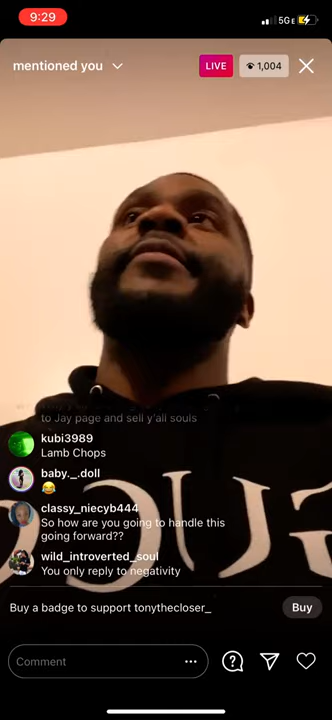 9:29
5G E
mentioned you
LIVE
1,004
to Jay page and sell y'all souls
kubi3989
Lamb Chops
baby._.doll
😂
classy_niecyb444
So how are you going to handle this
going forward??
wild_introverted_soul
You only reply to negativity
Buy a badge to support tonythecloser_
Buy
Comment